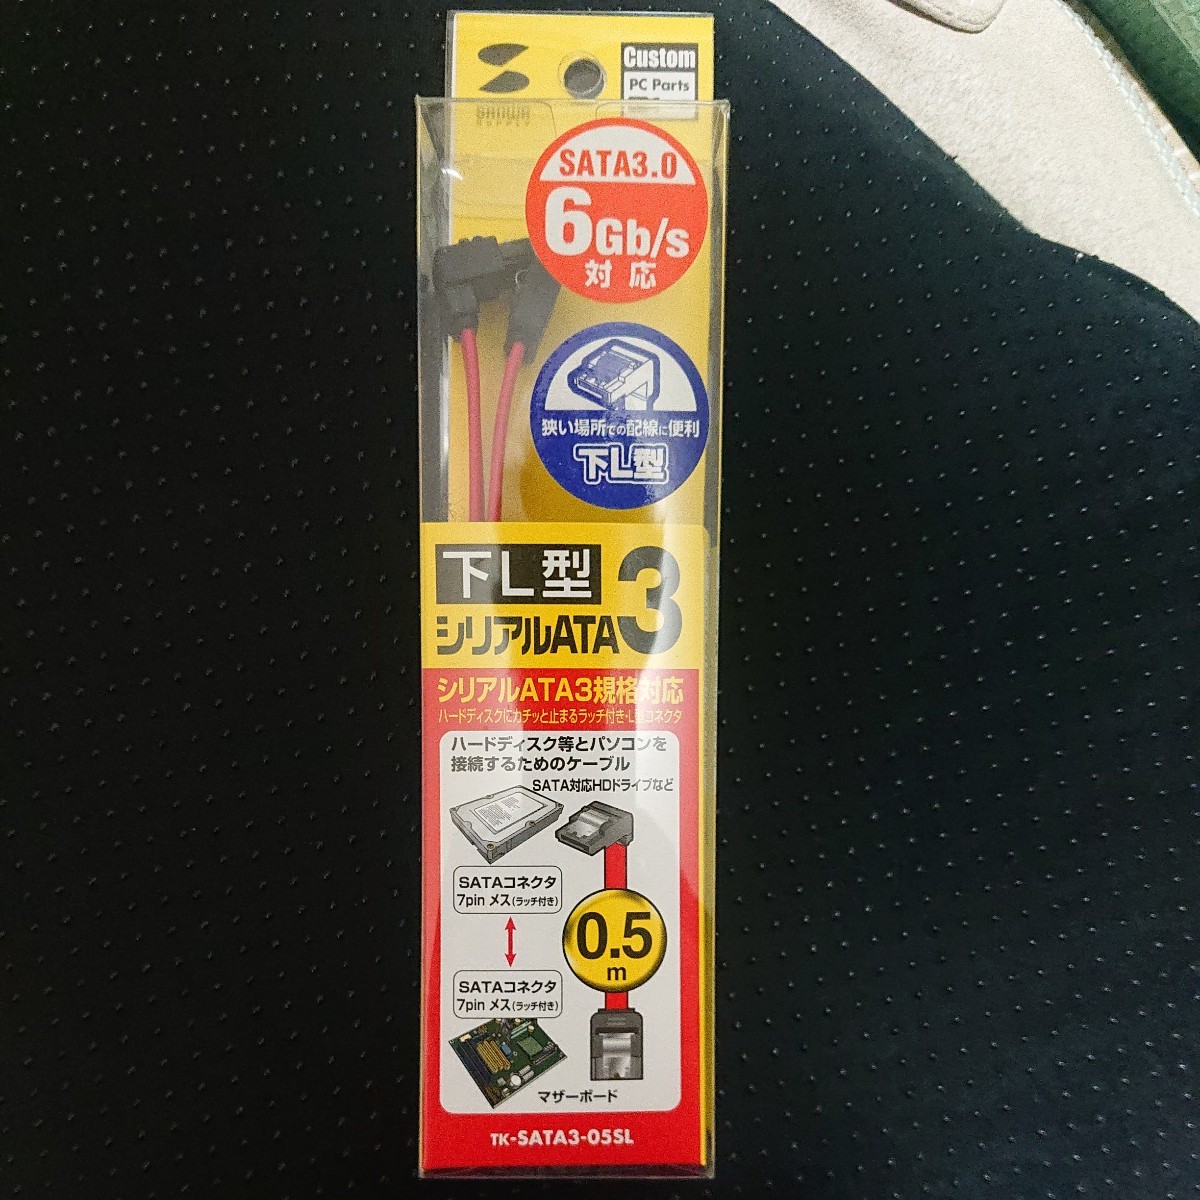 Custom
PC Parts
SANWA
SUPPLY
SATA3.0
6Gb/s
対応
狭い場所での配線に便利
下L型
下L型
シリアルATA3
シリアルATA3規格対応
ハードディスクにカチッと止まるラッチ付き・L型コネクタ
ハードディスク等とパソコンを
接続するためのケーブル
SATA対応HDドライブなど
SATAコネクタ
7pin メス(ラッチ付き)
0.5
m
SATAコネクタ
7pin メス(ラッチ付き)
マザーボード
TK-SATA3-05SL